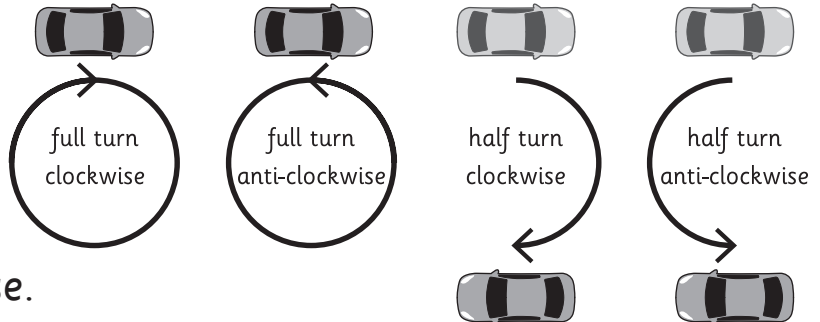 full turn
clockwise
full turn
anti-clockwise
half turn
clockwise
half turn
anti-clockwise